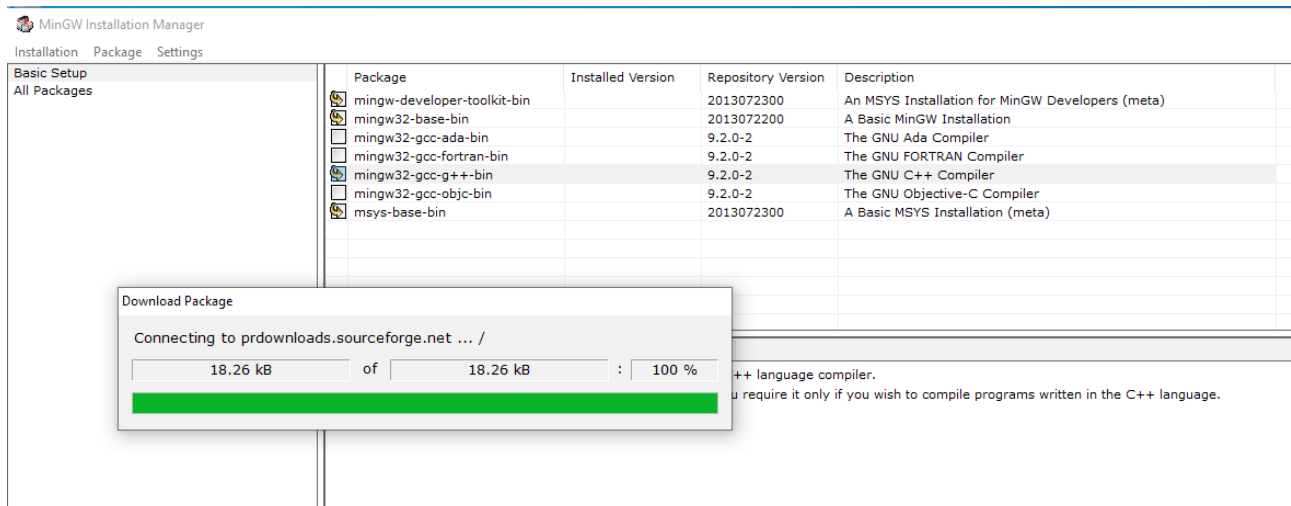 MinGW Installation Manager
Installation Package Settings
Basic Setup
All Packages
Package Installed Version Repository Version Description
mingw-developer-toolkit-bin 2013072300 An MSYS Installation for MinGW Developers (meta)
mingw32-base-bin 2013072200 A Basic MinGW Installation
mingw32-gcc-ada-bin 9.2.0-2 The GNU Ada Compiler
mingw32-gcc-fortran-bin 9.2.0-2 The GNU FORTRAN Compiler
mingw32-gcc-g++-bin 9.2.0-2 The GNU C++ Compiler
mingw32-gcc-objc-bin 9.2.0-2 The GNU Objective-C Compiler
msys-base-bin 2013072300 A Basic MSYS Installation (meta)
Download Package
Connecting to prdownloads.sourceforge.net ... /
18.26 kB of 18.26 kB : 100 %
++ language compiler.
require it only if you wish to compile programs written in the C++ language.